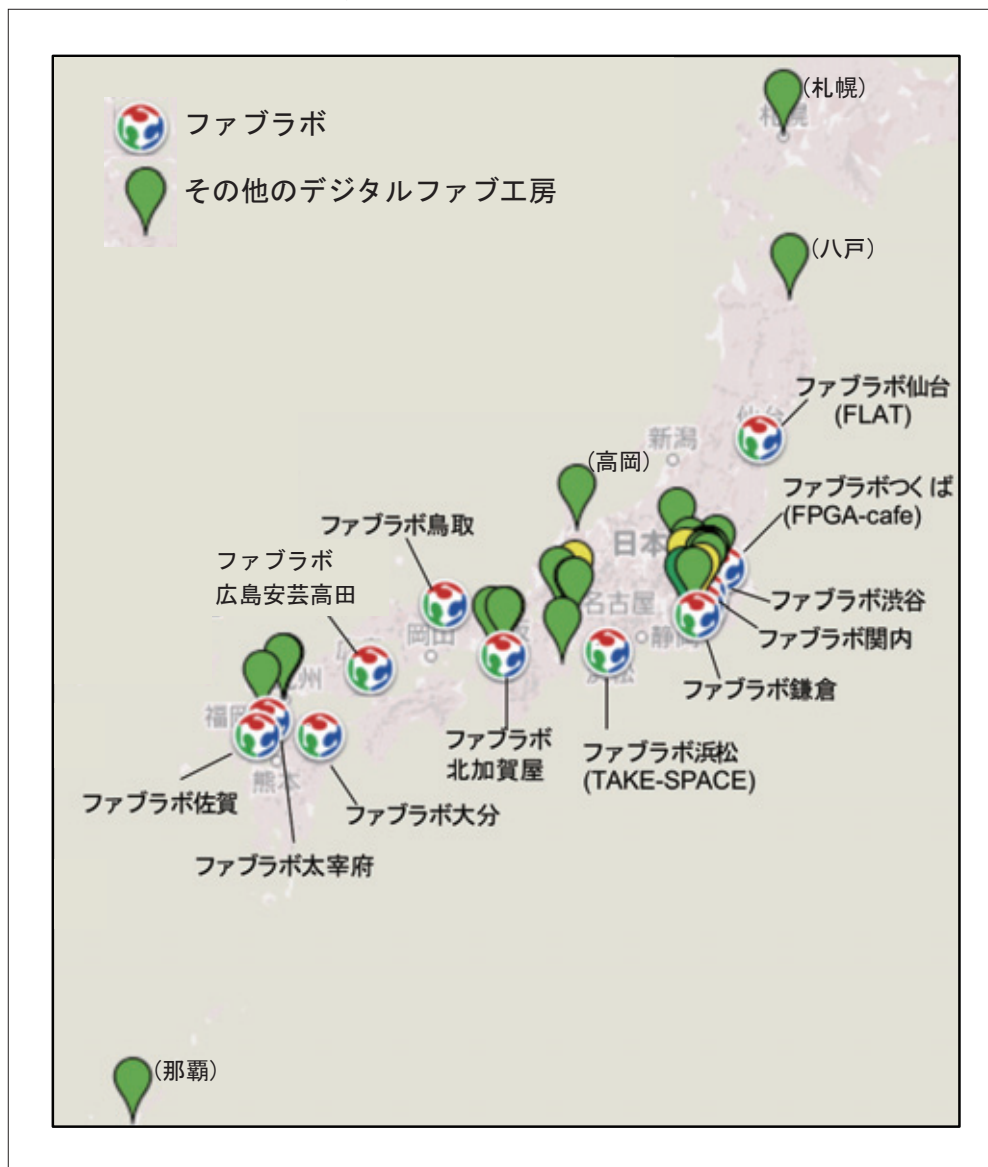 ファブラボ
その他のデジタルファブ工房
(札幌)
札幌
(八戸)
ファブラボ仙台
(FLAT)
仙台
新潟
(高岡)
ファブラボつくば
(FPGA-cafe)
日本
ファブラボ鳥取
ファブラボ
広島安芸高田
名古屋
ファブラボ渋谷
ファブラボ関内
静岡
岡山
ファブラボ鎌倉
浜松
福岡
ファブラボ
北加賀屋
ファブラボ浜松
(TAKE-SPACE)
熊本
ファブラボ佐賀
ファブラボ大分
ファブラボ太宰府
(那覇)